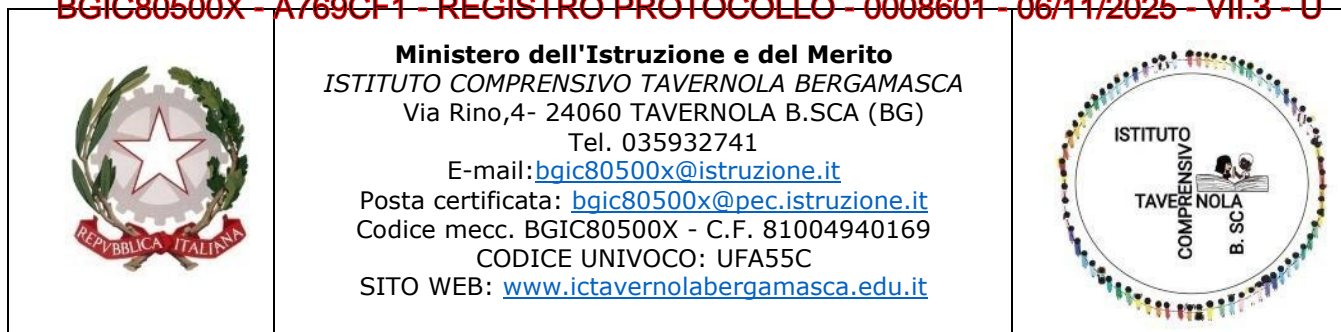 BGIC80500X - A769CF1 - REGISTRO PROTOCOLLO - 0008601 - 06/11/2025 - VII.3 - U
Ministero dell'Istruzione e del Merito
ISTITUTO COMPRENSIVO TAVERNOLA BERGAMASCA
Via Rino,4- 24060 TAVERNOLA B.SCA (BG)
Tel. 035932741
E-mail:bgic80500x@istruzione.it
Posta certificata: bgic80500x@pec.istruzione.it
Codice mecc. BGIC80500X - C.F. 81004940169
CODICE UNIVOCO: UFA55C
SITO WEB: www.ictavernolabergamasca.edu.it
REPVBBLICA ITALIANA
ISTITUTO
COMPRENSIVO
TAVERNOLA
B. SCA